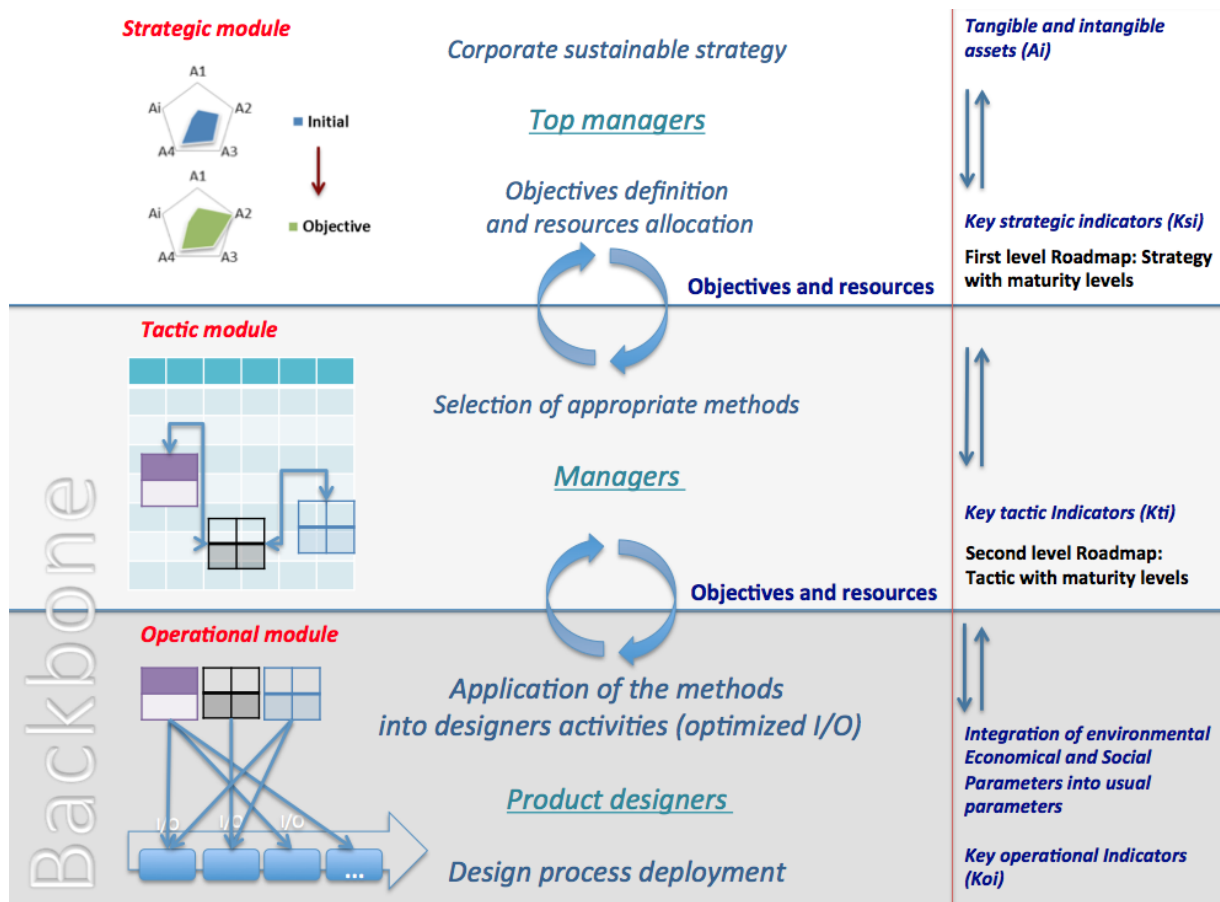 Strategic module
A1
Ai
A2
A4
A3
Initial
A1
Ai
A2
A4
A3
Objective
Corporate sustainable strategy
Top managers
Objectives definition
and resources allocation
Objectives and resources
Tangible and intangible
assets (Ai)
Key strategic indicators (Ksi)
First level Roadmap: Strategy
with maturity levels
Tactic module
Selection of appropriate methods
Managers
Objectives and resources
Key tactic Indicators (Kti)
Second level Roadmap:
Tactic with maturity levels
Backbone
Operational module
I/O
I/O
I/O
...
Application of the methods
into designers activities (optimized I/O)
Product designers
Design process deployment
Integration of environmental
Economical and Social
Parameters into usual
parameters
Key operational Indicators
(Koi)